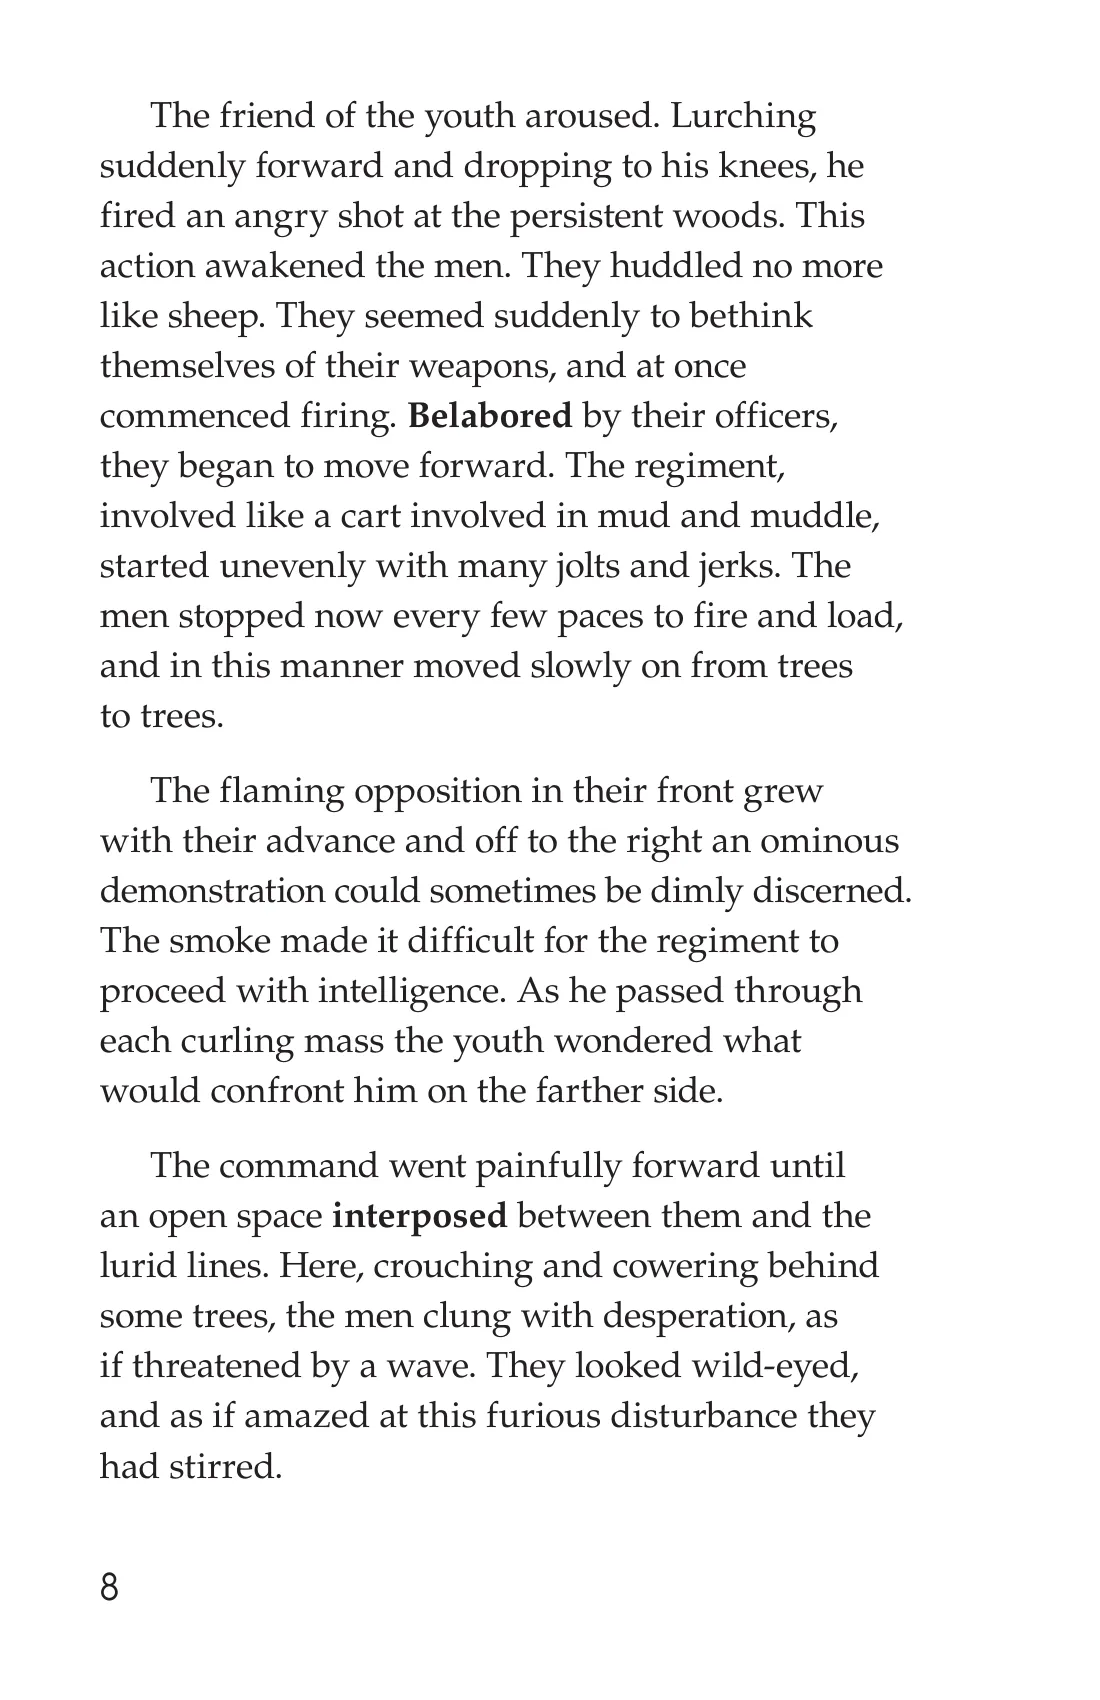 The friend of the youth aroused. Lurching
suddenly forward and dropping to his knees, he
fired an angry shot at the persistent woods. This
action awakened the men. They huddled no more
like sheep. They seemed suddenly to bethink
themselves of their weapons, and at once
commenced firing. Belabored by their officers,
they began to move forward. The regiment,
involved like a cart involved in mud and muddle,
started unevenly with many jolts and jerks. The
men stopped now every few paces to fire and load,
and in this manner moved slowly on from trees
to trees.
The flaming opposition in their front grew
with their advance and off to the right an ominous
demonstration could sometimes be dimly discerned.
The smoke made it difficult for the regiment to
proceed with intelligence. As he passed through
each curling mass the youth wondered what
would confront him on the farther side.
The command went painfully forward until
an open space interposed between them and the
lurid lines. Here, crouching and cowering behind
some trees, the men clung with desperation, as
if threatened by a wave. They looked wild-eyed,
and as if amazed at this furious disturbance they
had stirred.
8